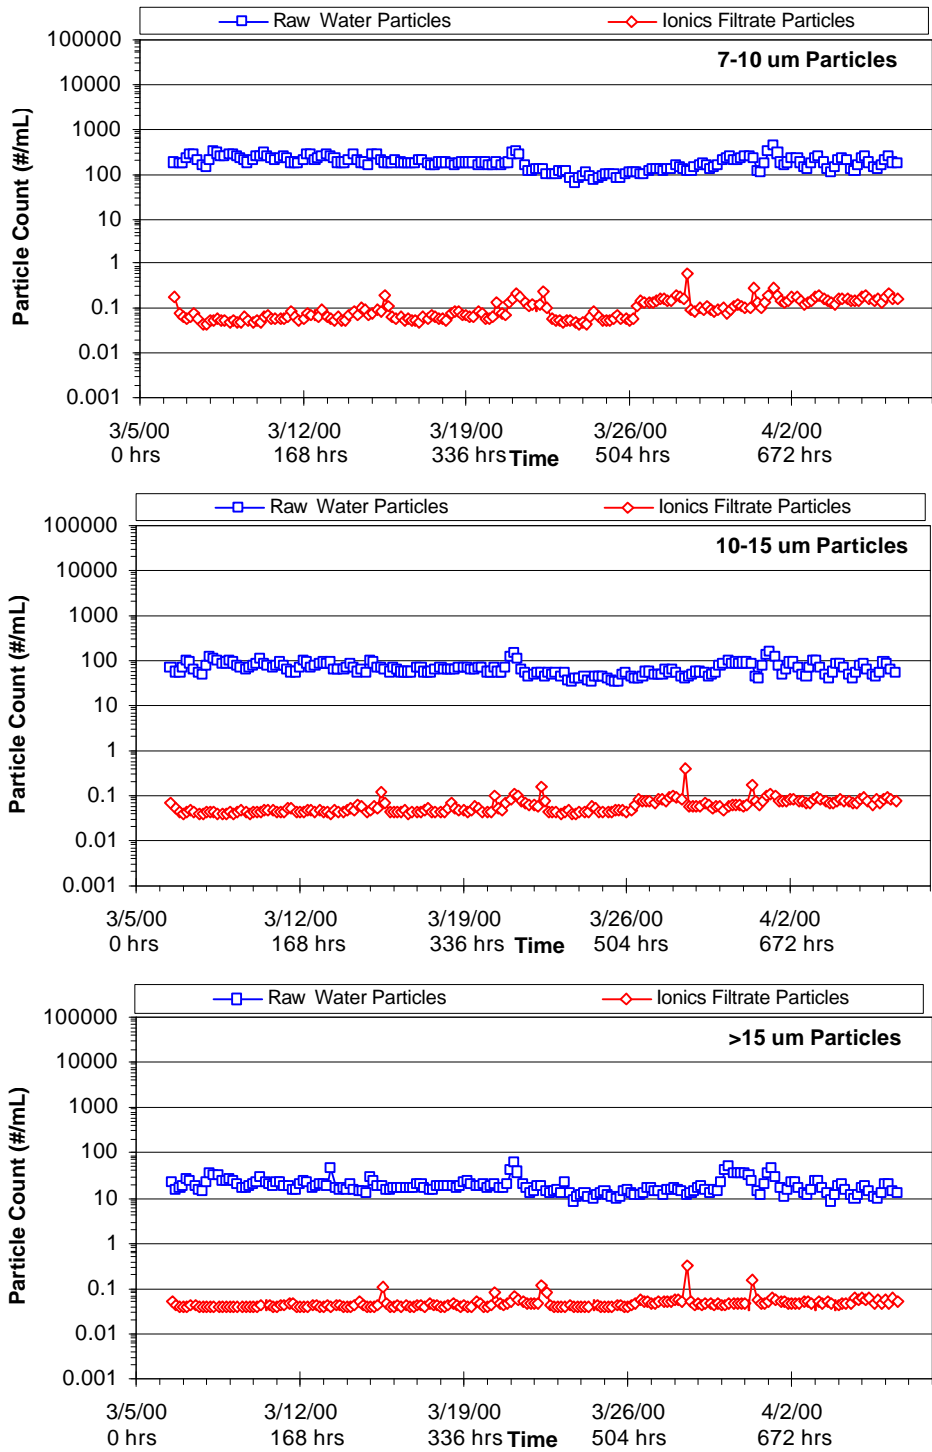 Raw Water Particles Ionics Filtrate Particles
7-10 um Particles
100000
10000
1000
100
10
1
0.1
0.01
0.001
Particle Count (#/mL)
3/5/00 3/12/00 3/19/00 3/26/00 4/2/00
0 hrs 168 hrs 336 hrs 504 hrs 672 hrs
Time
Raw Water Particles Ionics Filtrate Particles
10-15 um Particles
100000
10000
1000
100
10
1
0.1
0.01
0.001
Particle Count (#/mL)
3/5/00 3/12/00 3/19/00 3/26/00 4/2/00
0 hrs 168 hrs 336 hrs 504 hrs 672 hrs
Time
Raw Water Particles Ionics Filtrate Particles
>15 um Particles
100000
10000
1000
100
10
1
0.1
0.01
0.001
Particle Count (#/mL)
3/5/00 3/12/00 3/19/00 3/26/00 4/2/00
0 hrs 168 hrs 336 hrs 504 hrs 672 hrs
Time